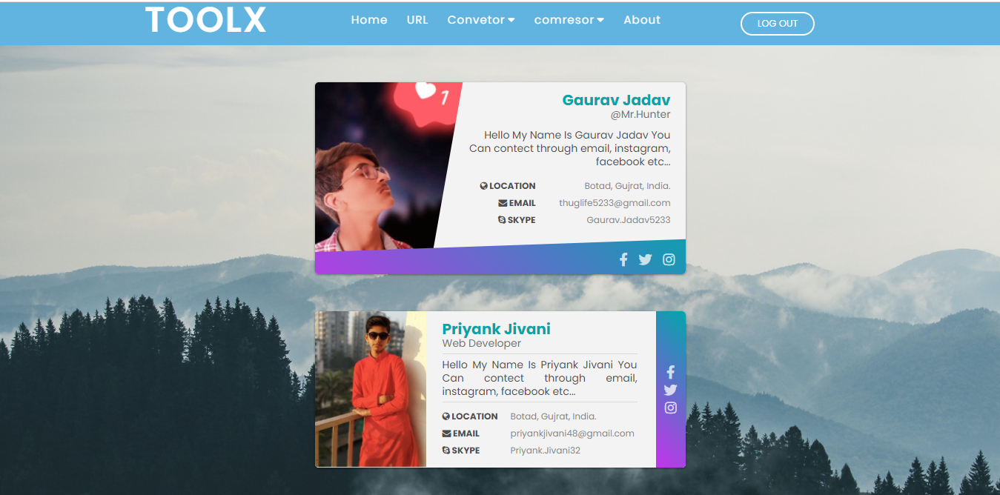 TOOLX
Home URL Convetor comresor About
LOG OUT
1
Gaurav Jadav
@Mr.Hunter
Hello My Name Is Gaurav Jadav You
Can contect through email, instagram,
facebook etc...
LOCATION Botad, Gujrat, India.
EMAIL thuglife5233@gmail.com
SKYPE Gaurav.Jadav5233
Priyank Jivani
Web Developer
Hello My Name Is Priyank Jivani You
Can contect through email,
instagram, facebook etc...
LOCATION Botad, Gujrat, India.
EMAIL priyankjivani48@gmail.com
SKYPE Priyank.Jivani32